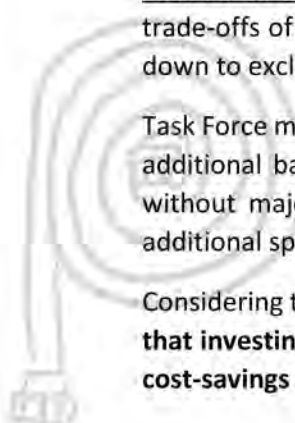 trade-offs of
down to excl
Task Force m
additional ba
without maj
additional sp
Considering t
that investin
cost-savings